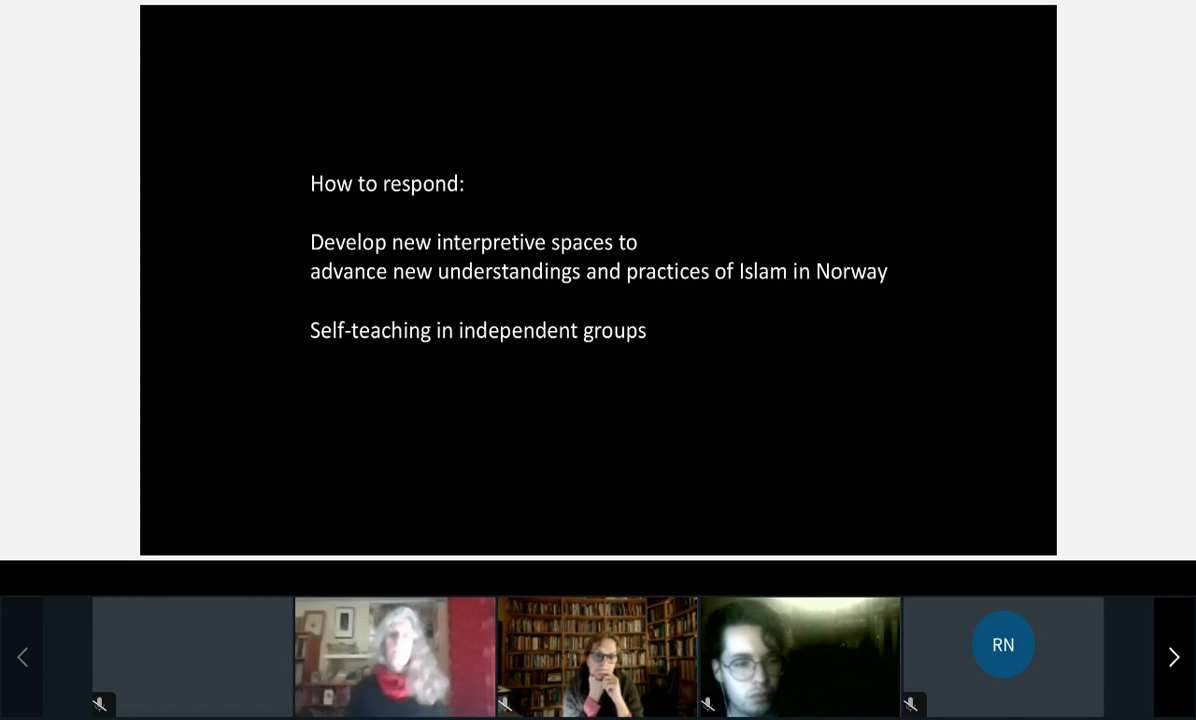 How to respond:
Develop new interpretive spaces to
advance new understandings and practices of Islam in Norway
Self-teaching in independent groups
RN